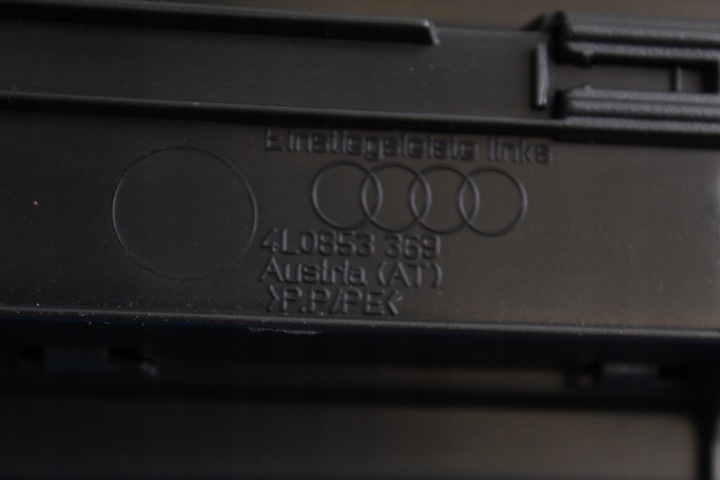 Einstiegsleiste links
4L0853 369
Austria (AT)
>P.P/PE<